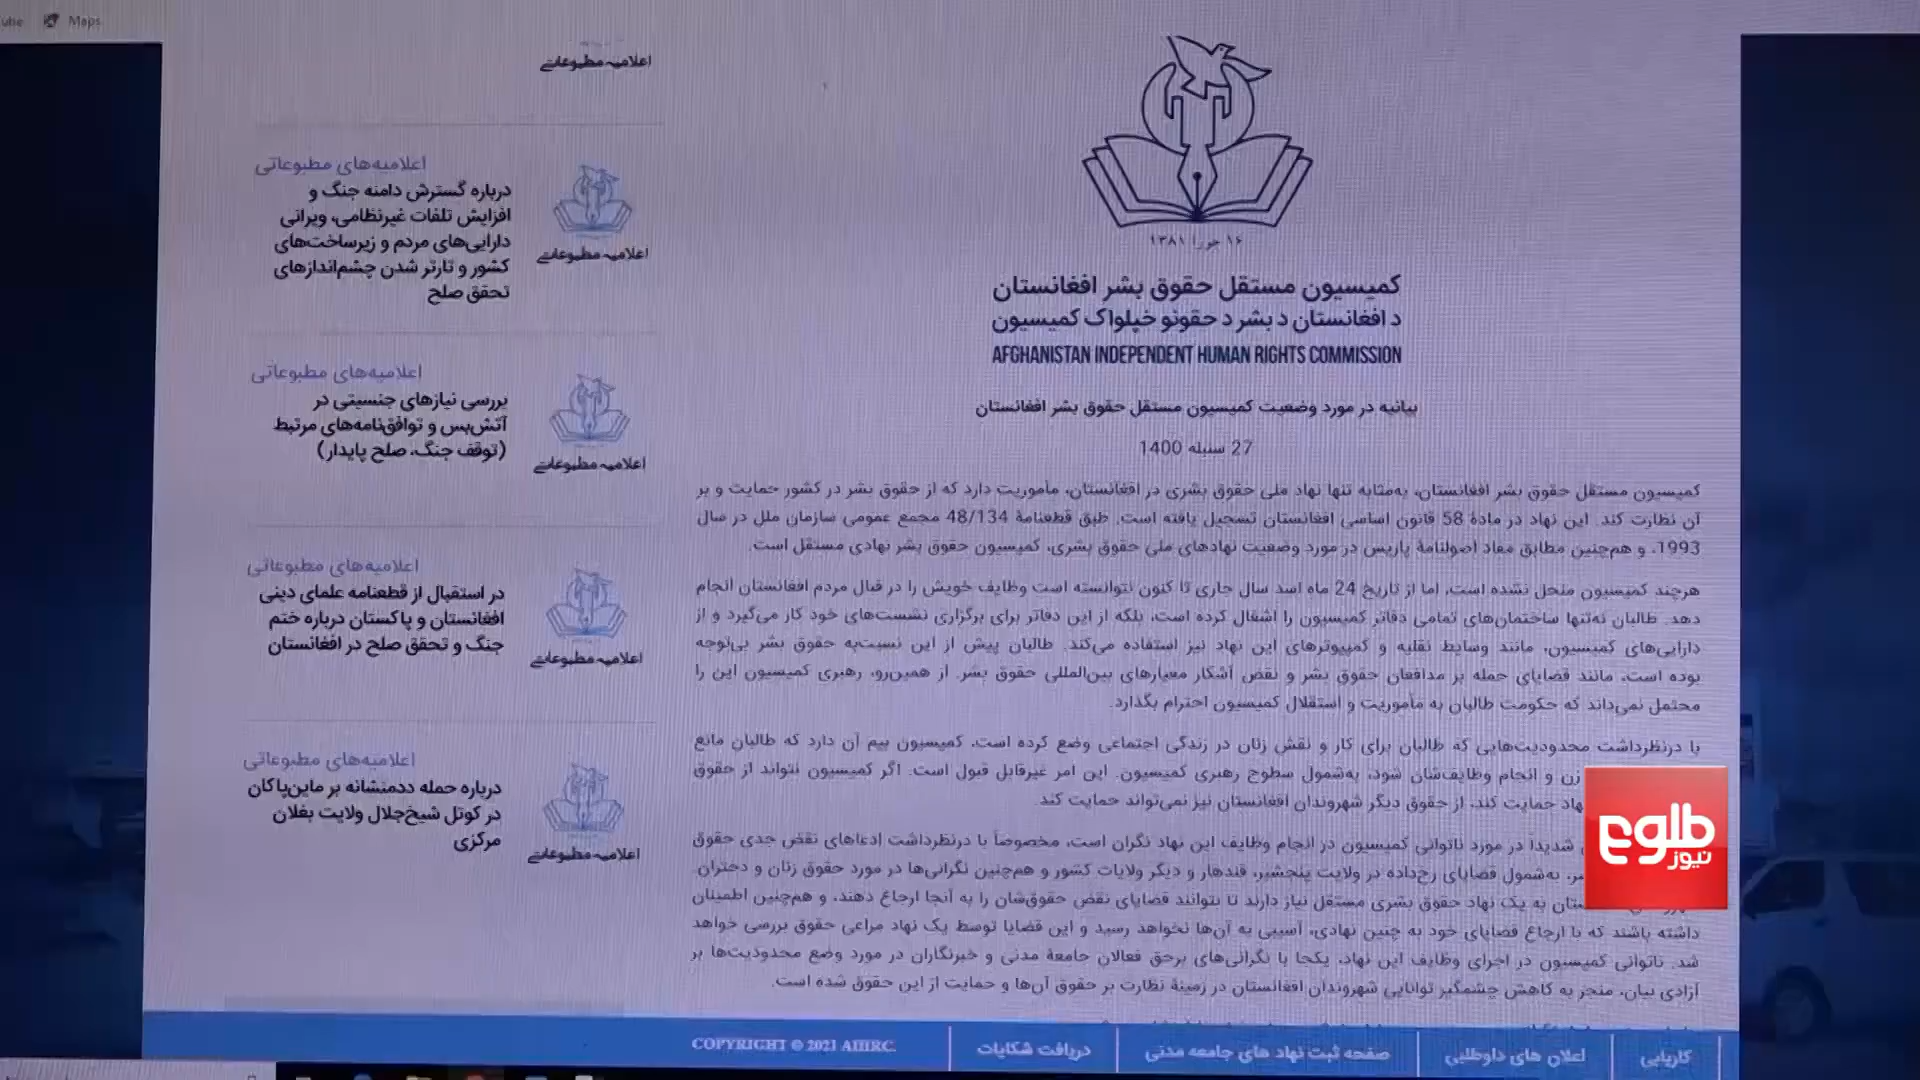 Maps
۱۶ جوزا ۱۳۸۱
کمیسیون مستقل حقوق بشر افغانستان
د افغانستان د بشر د حقونو خپلواک کمیسیون
AFGHANISTAN INDEPENDENT HUMAN RIGHTS COMMISSION
بیانیه در مورد وضعیت کمیسیون مستقل حقوق بشر افغانستان
27 سنبله 1400
کمیسیون مستقل حقوق بشر افغانستان، به‌مثابه تنها نهاد ملی حقوق بشری در افغانستان، مأموریت دارد که از حقوق بشر در کشور حمایت و بر
آن نظارت کند. این نهاد در مادهٔ 58 قانون اساسی افغانستان تسجیل یافته است. طبق قطعنامهٔ 48/134 مجمع عمومی سازمان ملل در سال
1993، و هم‌چنین مطابق مفاد اصولنامهٔ پاریس در مورد وضعیت نهادهای ملی حقوق بشری، کمیسیون حقوق بشر نهادی مستقل است.
هرچند کمیسیون منحل نشده است، اما از تاریخ 24 ماه اسد سال جاری تا کنون نتوانسته است وظایف خویش را در قبال مردم افغانستان انجام
دهد. طالبان نه‌تنها ساختمان‌های تمامی دفاتر کمیسیون را اشغال کرده است، بلکه از این دفاتر برای برگزاری نشست‌های خود کار می‌گیرد و از
دارایی‌های کمیسیون، مانند وسایط نقلیه و کمپیوترهای این نهاد نیز استفاده می‌کند. طالبان پیش از این نسبت‌به حقوق بشر بی‌توجه
بوده است، مانند قضایای حمله بر مدافعان حقوق بشر و نقض آشکار معیارهای بین‌المللی حقوق بشر. از همین‌رو، رهبری کمیسیون این را
محتمل نمی‌داند که حکومت طالبان به مأموریت و استقلال کمیسیون احترام بگذارد.
با درنظرداشت محدودیت‌هایی که طالبان برای کار و نقش زنان در زندگی اجتماعی وضع کرده است، کمیسیون بیم آن دارد که طالبان مانع
زن و انجام وظایف‌شان شود، به‌شمول سطوح رهبری کمیسیون. این امر غیرقابل قبول است. اگر کمیسیون نتواند از حقوق
حمایت کند، از حقوق دیگر شهروندان افغانستان نیز نمی‌تواند حمایت کند.
شدیداً در مورد ناتوانی کمیسیون در انجام وظایف این نهاد نگران است، مخصوصاً با درنظرداشت ادعاهای نقض جدی حقوق
به‌شمول قضایای رخ‌داده در ولایت پنجشیر، قندهار و دیگر ولایات کشور و هم‌چنین نگرانی‌ها در مورد حقوق زنان و دختران.
به یک نهاد حقوق بشری مستقل نیاز دارند تا بتوانند قضایای نقض حقوق‌شان را به آنجا ارجاع دهند، و هم‌چنین اطمینان
داشته باشند که با ارجاع قضایای خود به چنین نهادی، آسیبی به آن‌ها نخواهد رسید و این قضایا توسط یک نهاد مراعی حقوق بررسی خواهد
شد. ناتوانی کمیسیون در اجرای وظایف این نهاد، یکجا با نگرانی‌های برحق فعالان جامعهٔ مدنی و خبرنگاران در مورد وضع محدودیت‌ها بر
آزادی بیان، منجر به کاهش چشمگیر توانایی شهروندان افغانستان در زمینهٔ نظارت بر حقوق آن‌ها و حمایت از این حقوق شده است.
اعلامیه مطبوعاتی
اعلامیه‌های مطبوعاتی
درباره گسترش دامنه جنگ و
افزایش تلفات غیرنظامی، ویرانی
دارایی‌های مردم و زیرساخت‌های
کشور و تارتر شدن چشم‌اندازهای
تحقق صلح
اعلامیه مطبوعاتی
اعلامیه‌های مطبوعاتی
بررسی نیازهای جنسیتی در
آتش‌بس و توافق‌نامه‌های مرتبط
(توقف جنگ، صلح پایدار)
اعلامیه مطبوعاتی
اعلامیه‌های مطبوعاتی
در استقبال از قطعنامه علمای دینی
افغانستان و پاکستان درباره ختم
جنگ و تحقق صلح در افغانستان
اعلامیه مطبوعاتی
اعلامیه‌های مطبوعاتی
درباره حمله ددمنشانه بر ماین‌پاکان
در کوتل شیخ‌جلال ولایت بغلان
مرکزی
اعلامیه مطبوعاتی
طلوع
نیوز
کاریابی
اعلان های داوطلبی
صفحه ثبت نهاد های جامعه مدنی
دریافت شکایات
COPYRIGHT © 2021 AIHRC.